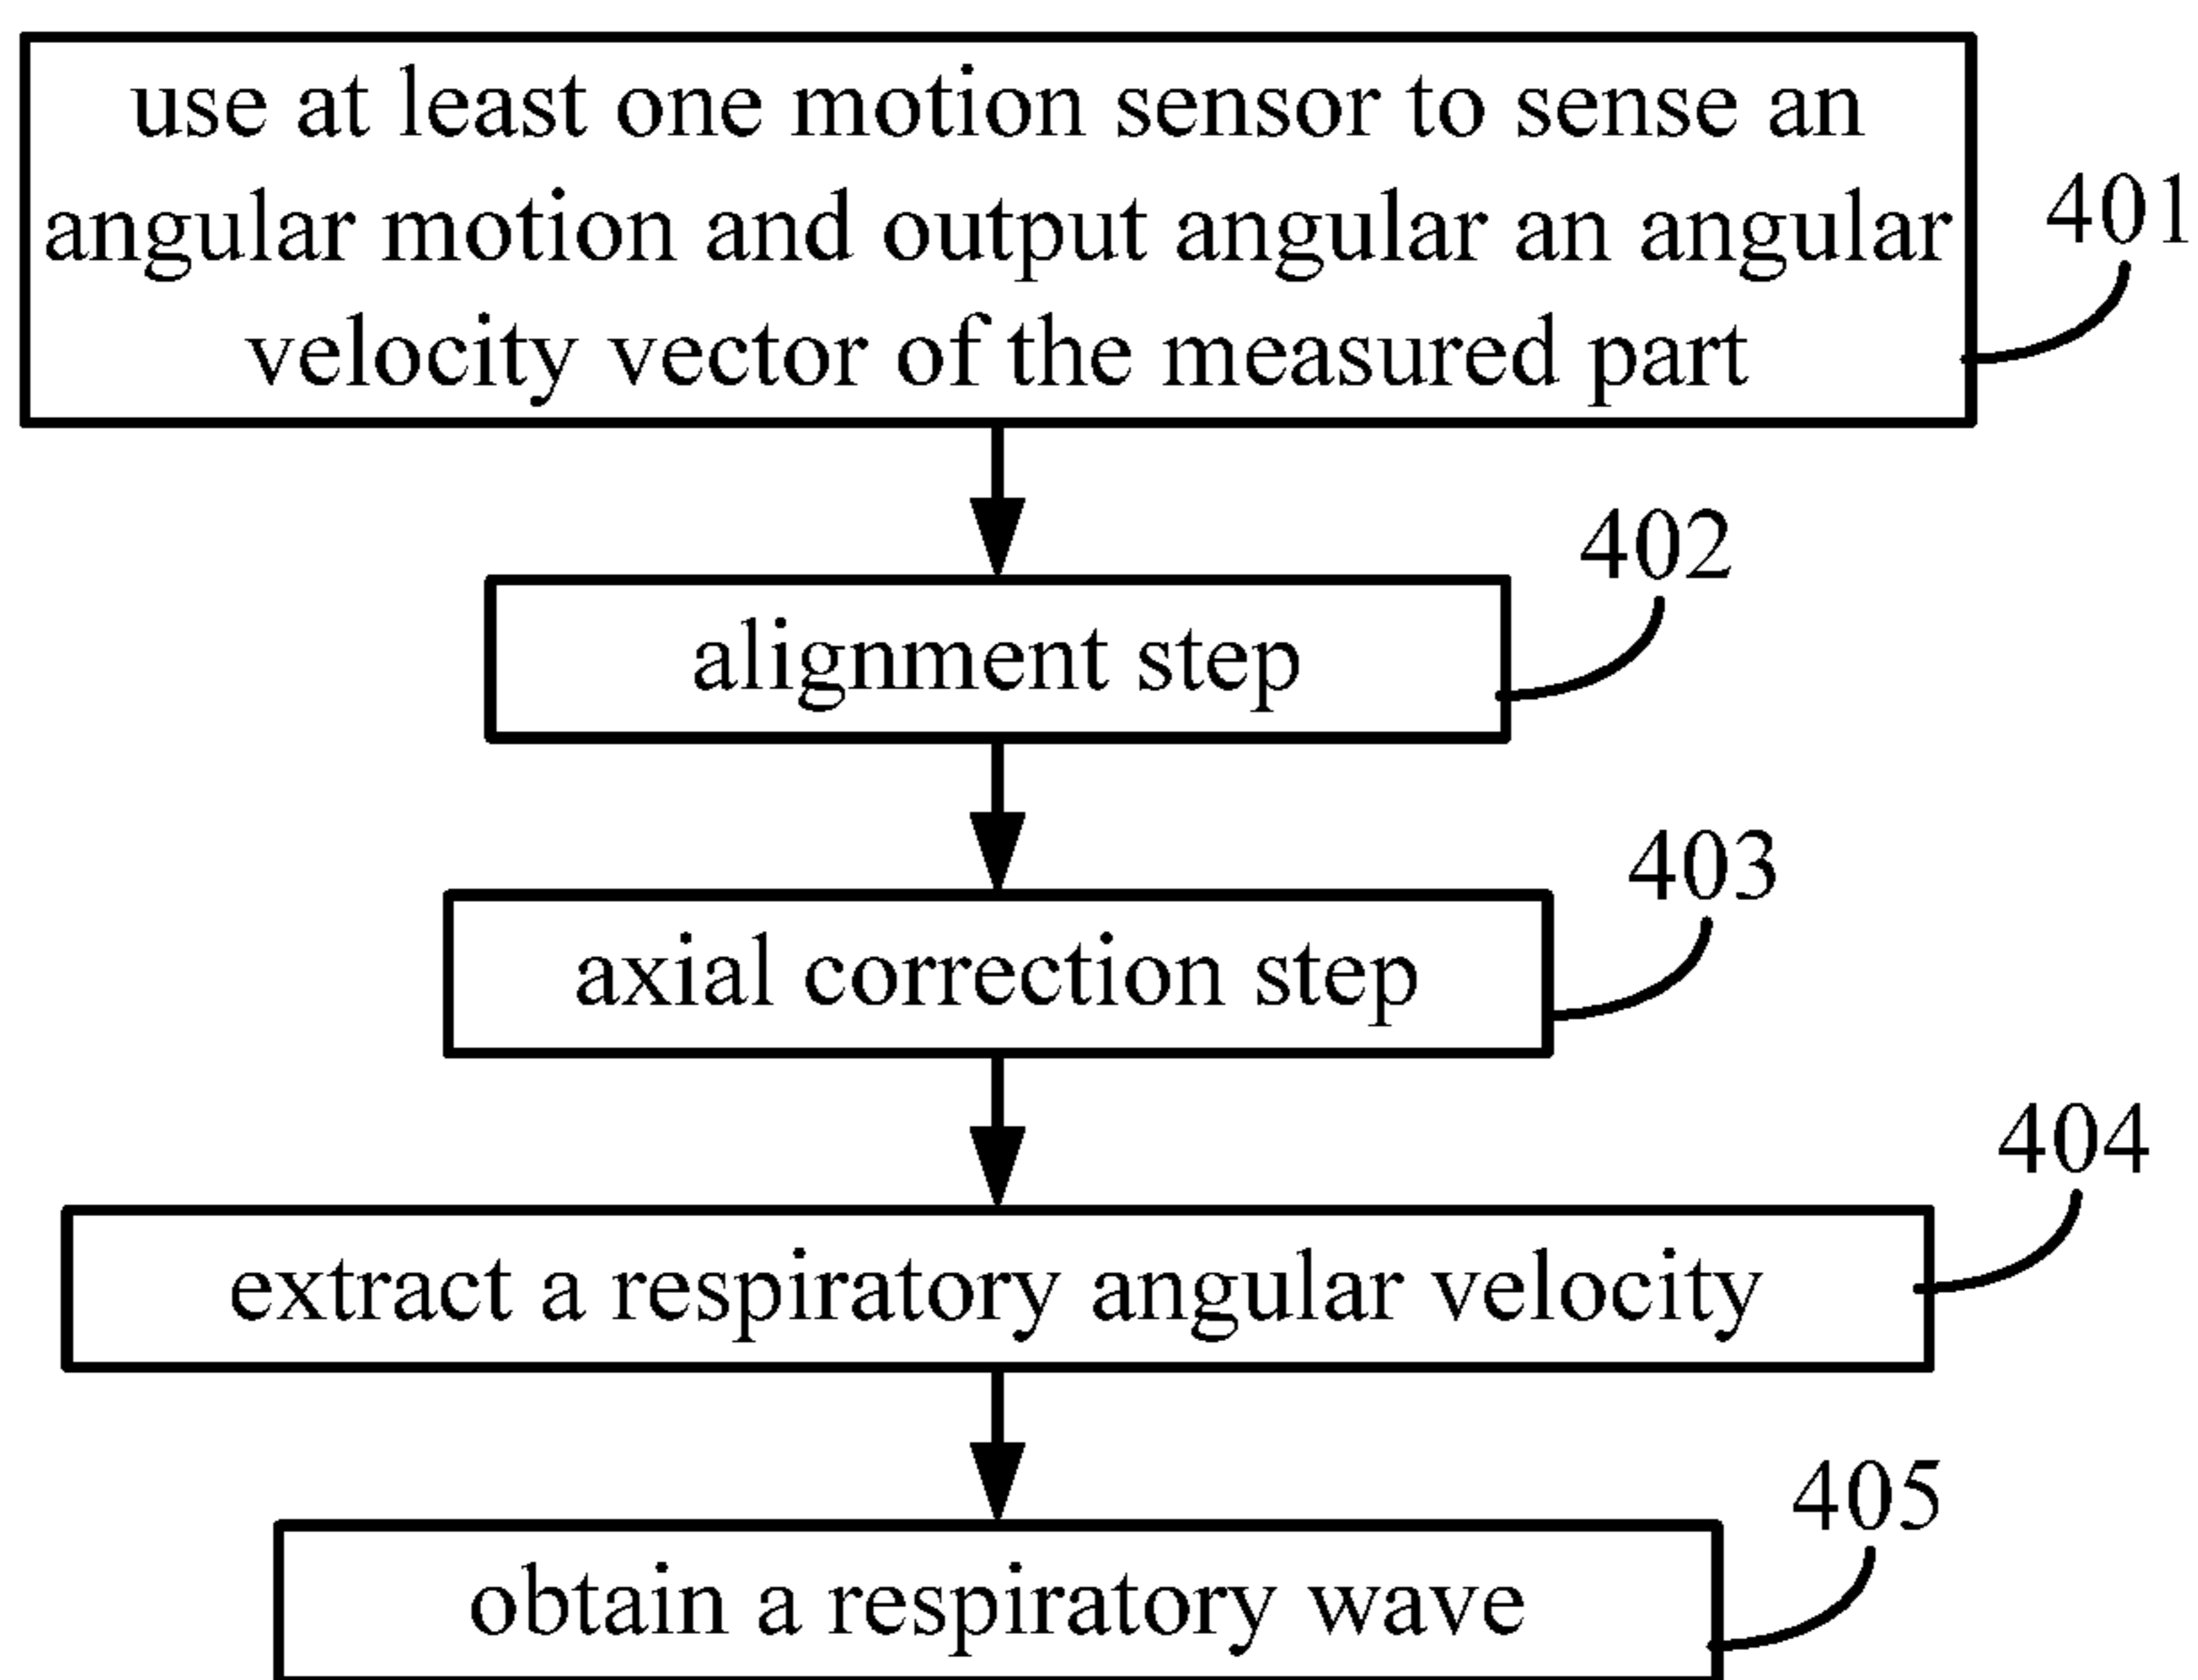 use at least one motion sensor to sense an
angular motion and output angular an angular
velocity vector of the measured part
401
402
alignment step
403
axial correction step
404
extract a respiratory angular velocity
405
obtain a respiratory wave